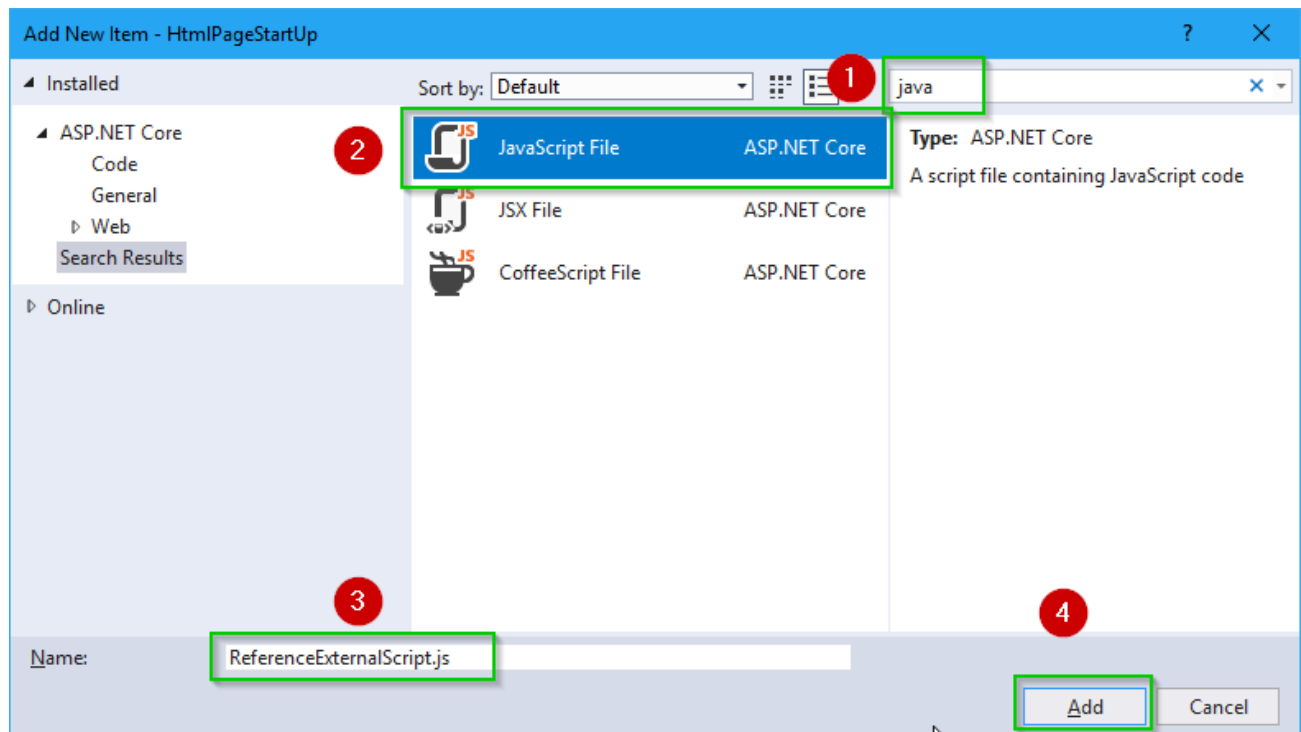 Add New Item - HtmlPageStartUp ?
Installed
Sort by: Default
1
java
ASP.NET Core
Code
General
Web
Search Results
Online
2
JS JavaScript File ASP.NET Core
JS JSX File ASP.NET Core
JS CoffeeScript File ASP.NET Core
Type: ASP.NET Core
A script file containing JavaScript code
3
4
Name: ReferenceExternalScript.js
Add Cancel